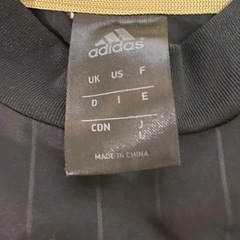 adidas
UK US F
D I E
CDN J
L
MADE IN CHINA